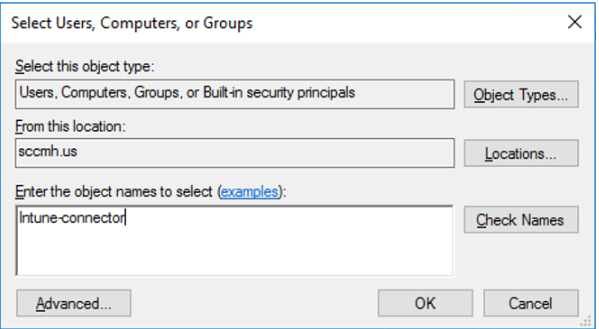 Select Users, Computers, or Groups
Select this object type:
Users, Computers, Groups, or Built-in security principals
Object Types...
From this location:
sccmh.us
Locations...
Enter the object names to select (examples):
Intune-connector
Check Names
Advanced...
OK
Cancel